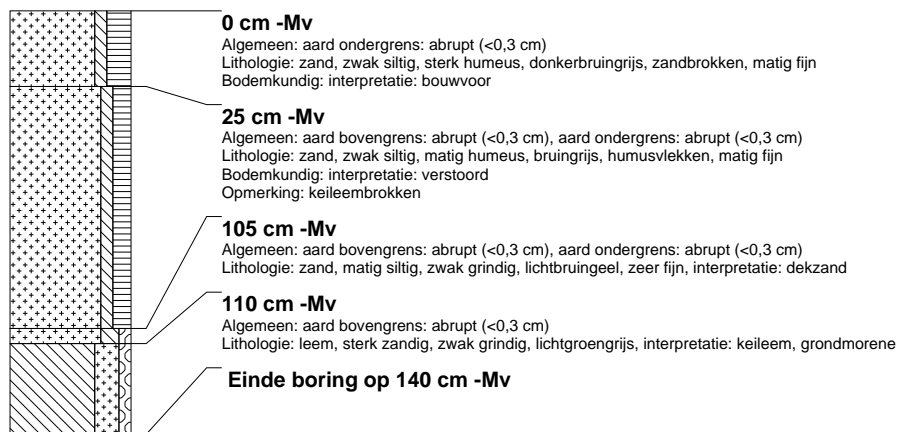 0 cm -Mv
Algemeen: aard ondergrens: abrupt (<0,3 cm)
Lithologie: zand, zwak siltig, sterk humeus, donkerbruingrijs, zandbrokken, matig fijn
Bodemkundig: interpretatie: bouwvoor
25 cm -Mv
Algemeen: aard bovengrens: abrupt (<0,3 cm), aard ondergrens: abrupt (<0,3 cm)
Lithologie: zand, zwak siltig, matig humeus, bruingrijs, humusvlekken, matig fijn
Bodemkundig: interpretatie: verstoord
Opmerking: keileembrokken
105 cm -Mv
Algemeen: aard bovengrens: abrupt (<0,3 cm), aard ondergrens: abrupt (<0,3 cm)
Lithologie: zand, matig siltig, zwak grindig, lichtbruingeel, zeer fijn, interpretatie: dekzand
110 cm -Mv
Algemeen: aard bovengrens: abrupt (<0,3 cm)
Lithologie: leem, sterk zandig, zwak grindig, lichtgroengrijs, interpretatie: keileem, grondmorene
Einde boring op 140 cm -Mv